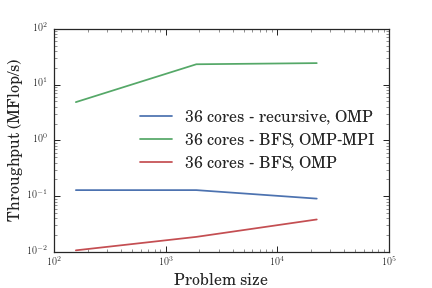 10²
10¹
10⁰
10⁻¹
10⁻²
Throughput (MFlop/s)
36 cores - recursive, OMP
36 cores - BFS, OMP-MPI
36 cores - BFS, OMP
10²
10³
10⁴
10⁵
Problem size